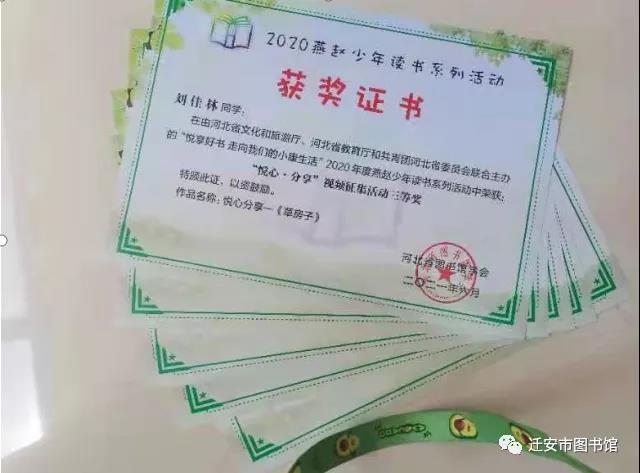 2020燕赵少年读书系列活动
获奖证书
刘佳林同学：
在由河北省文化和旅游厅、河北省教育厅和共青团河北省委员会联合主办
的“悦享好书 走向我们的小康生活”2020年度燕赵少年读书系列活动中荣获：
“悦心·分享”视频征集活动三等奖
特颁此证，以资鼓励。
作品名称：悦心分享—《草房子》
河北省图书馆学会
二〇二一年六月
迁安市图书馆